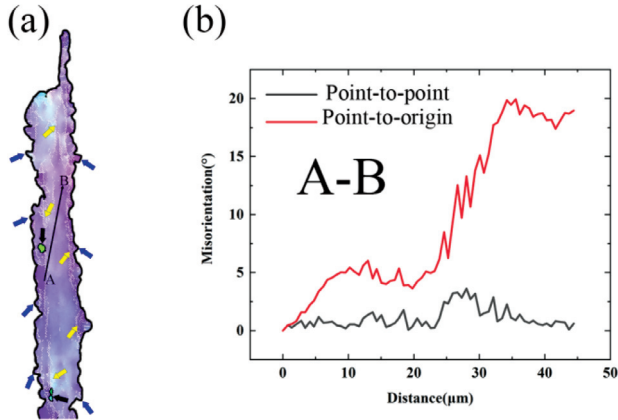 (a)
B
A
(b)
Point-to-point
Point-to-origin
A-B
Misorientation(°)
20
15
10
5
0
0 10 20 30 40 50
Distance(μm)